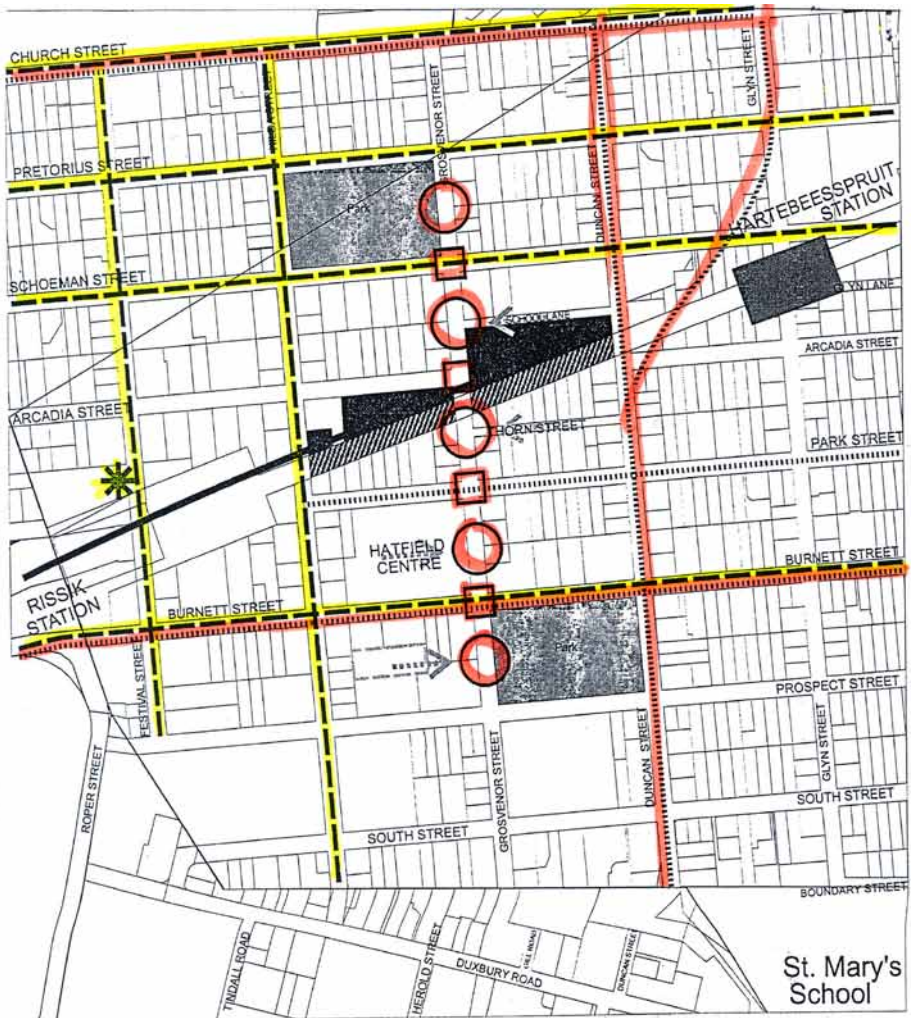 CHURCH STREET
GROSVENOR STREET
DUNCAN STREET
GLYN STREET
PRETORIUS STREET
Park
HARTEBEESSPRUIT
STATION
SCHOEMAN STREET
GLYN LANE
ARCADIA STREET
ARCADIA STREET
THORN STREET
PARK STREET
HATFIELD
CENTRE
BURNETT STREET
RISSIK
STATION
BURNETT STREET
Park
FESTIVAL STREET
PROSPECT STREET
ROPER STREET
GROSVENOR STREET
DUNCAN STREET
GLYN STREET
SOUTH STREET
SOUTH STREET
BOUNDARY STREET
TINDALL ROAD
HEROLD STREET
DUXBURY ROAD
DUNCAN STREET
St. Mary's
School